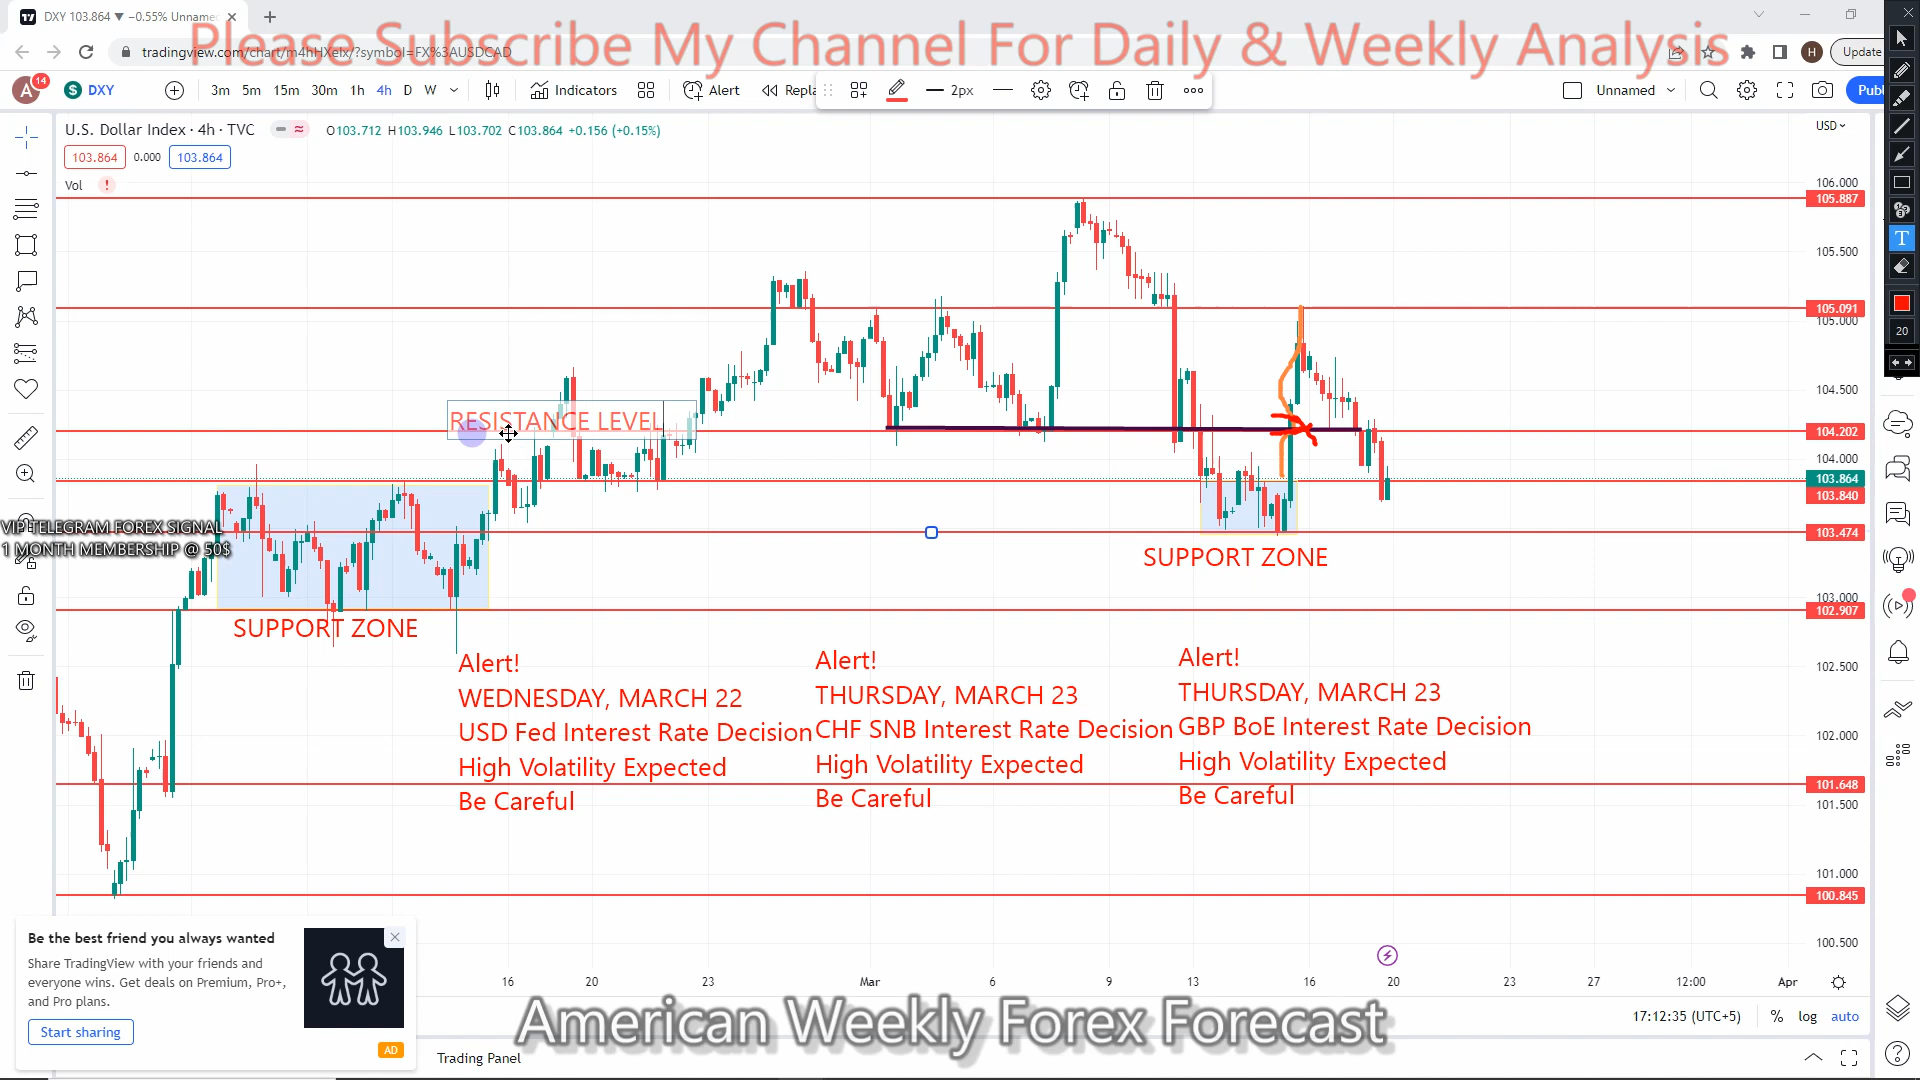 DXY 103.864 ▼ −0.55% Unname
Please Subscribe My Channel For Daily & Weekly Analysis
tradingview.com/chart/m4hHXelx/?symbol=FX%3AUSDCAD
H
Update
A
14
S
DXY
3m 5m 15m 30m 1h 4h D W
Indicators
Alert
Repla
2px
Unnamed
Publ
U.S. Dollar Index · 4h · TVC
O103.712 H103.946 L103.702 C103.864 +0.156 (+0.15%)
USD
103.864
0.000
103.864
Vol
!
T
20
106.000
105.887
105.500
105.091
105.000
104.500
RESISTANCE LEVEL
104.202
104.000
103.864
103.840
VIP TELEGRAM FOREX SIGNAL
1 MONTH MEMBERSHIP @ 50$
103.474
SUPPORT ZONE
103.000
102.907
SUPPORT ZONE
Alert!
WEDNESDAY, MARCH 22
USD Fed Interest Rate Decision
High Volatility Expected
Be Careful
Alert!
THURSDAY, MARCH 23
CHF SNB Interest Rate Decision
High Volatility Expected
Be Careful
Alert!
THURSDAY, MARCH 23
GBP BoE Interest Rate Decision
High Volatility Expected
Be Careful
102.500
102.000
101.648
101.500
101.000
100.845
100.500
Be the best friend you always wanted
Share TradingView with your friends and
everyone wins. Get deals on Premium, Pro+,
and Pro plans.
Start sharing
AD
16 20 23 Mar 6 9 13 16 20 23 27 12:00 Apr
American Weekly Forex Forecast
17:12:35 (UTC+5)
% log auto
Trading Panel